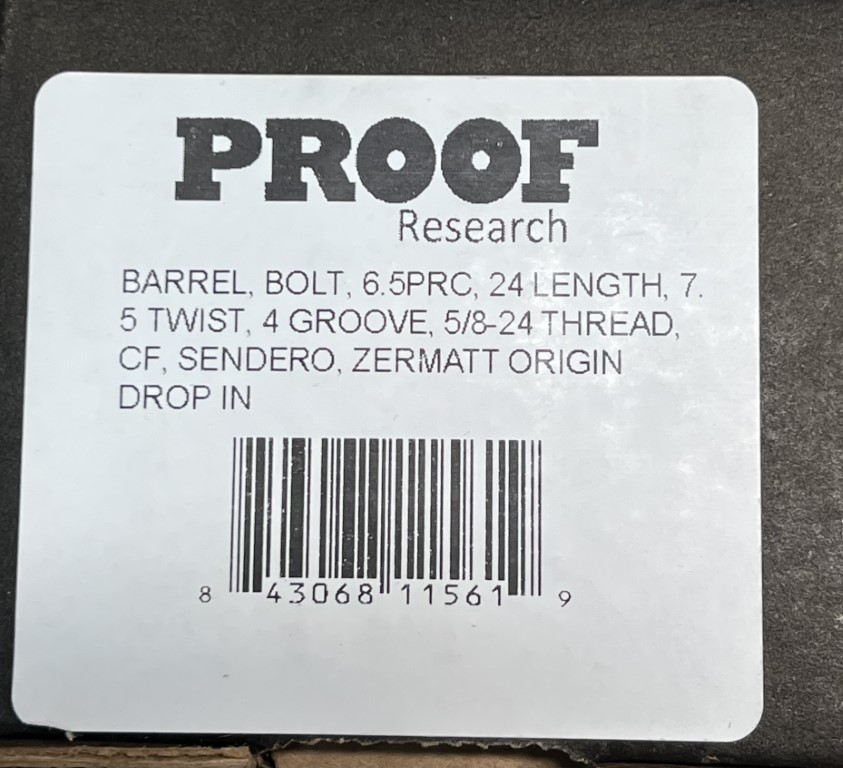 PROOF
Research
BARREL, BOLT, 6.5PRC, 24 LENGTH, 7.
5 TWIST, 4 GROOVE, 5/8-24 THREAD,
CF, SENDERO, ZERMATT ORIGIN
DROP IN
8 43068 11561 9